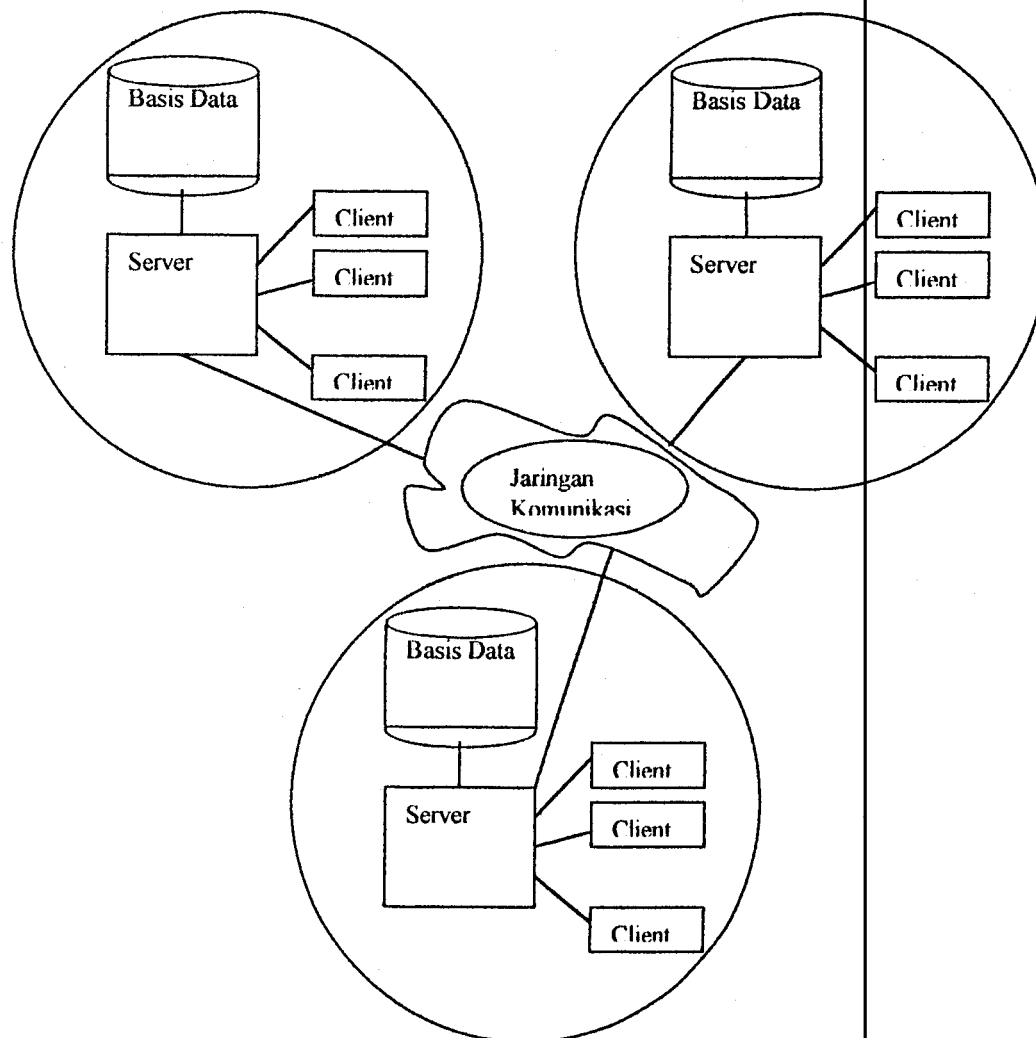 Basis Data
Server
Client
Client
Client
Basis Data
Server
Client
Client
Client
Jaringan
Komunikasi
Basis Data
Server
Client
Client
Client